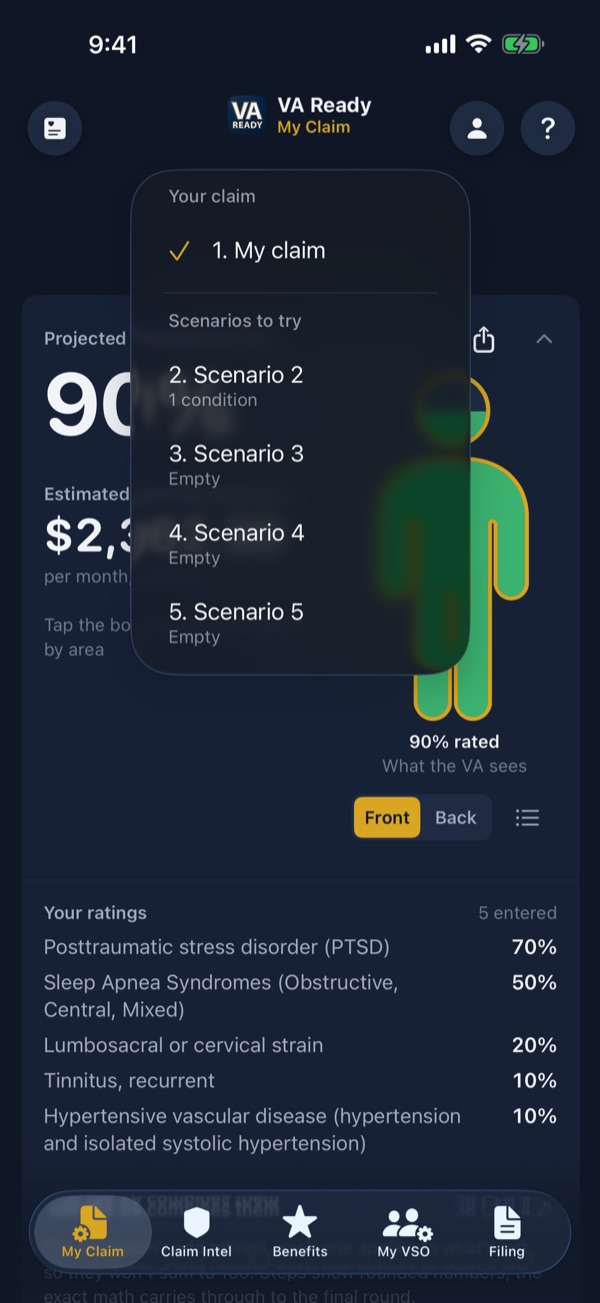 9:41
VA
READY
VA Ready
My Claim
?
Your claim
1. My claim
Scenarios to try
2. Scenario 2
1 condition
3. Scenario 3
Empty
4. Scenario 4
Empty
5. Scenario 5
Empty
Projected
90%
Estimated
$2,3
per month
Tap the bo
by area
90% rated
What the VA sees
Front
Back
Your ratings
5 entered
Posttraumatic stress disorder (PTSD)
70%
Sleep Apnea Syndromes (Obstructive,
Central, Mixed)
50%
Lumbosacral or cervical strain
20%
Tinnitus, recurrent
10%
Hypertensive vascular disease (hypertension
and isolated systolic hypertension)
10%
My Claim
Claim Intel
Benefits
My VSO
Filing
exact math carries through to the final round.